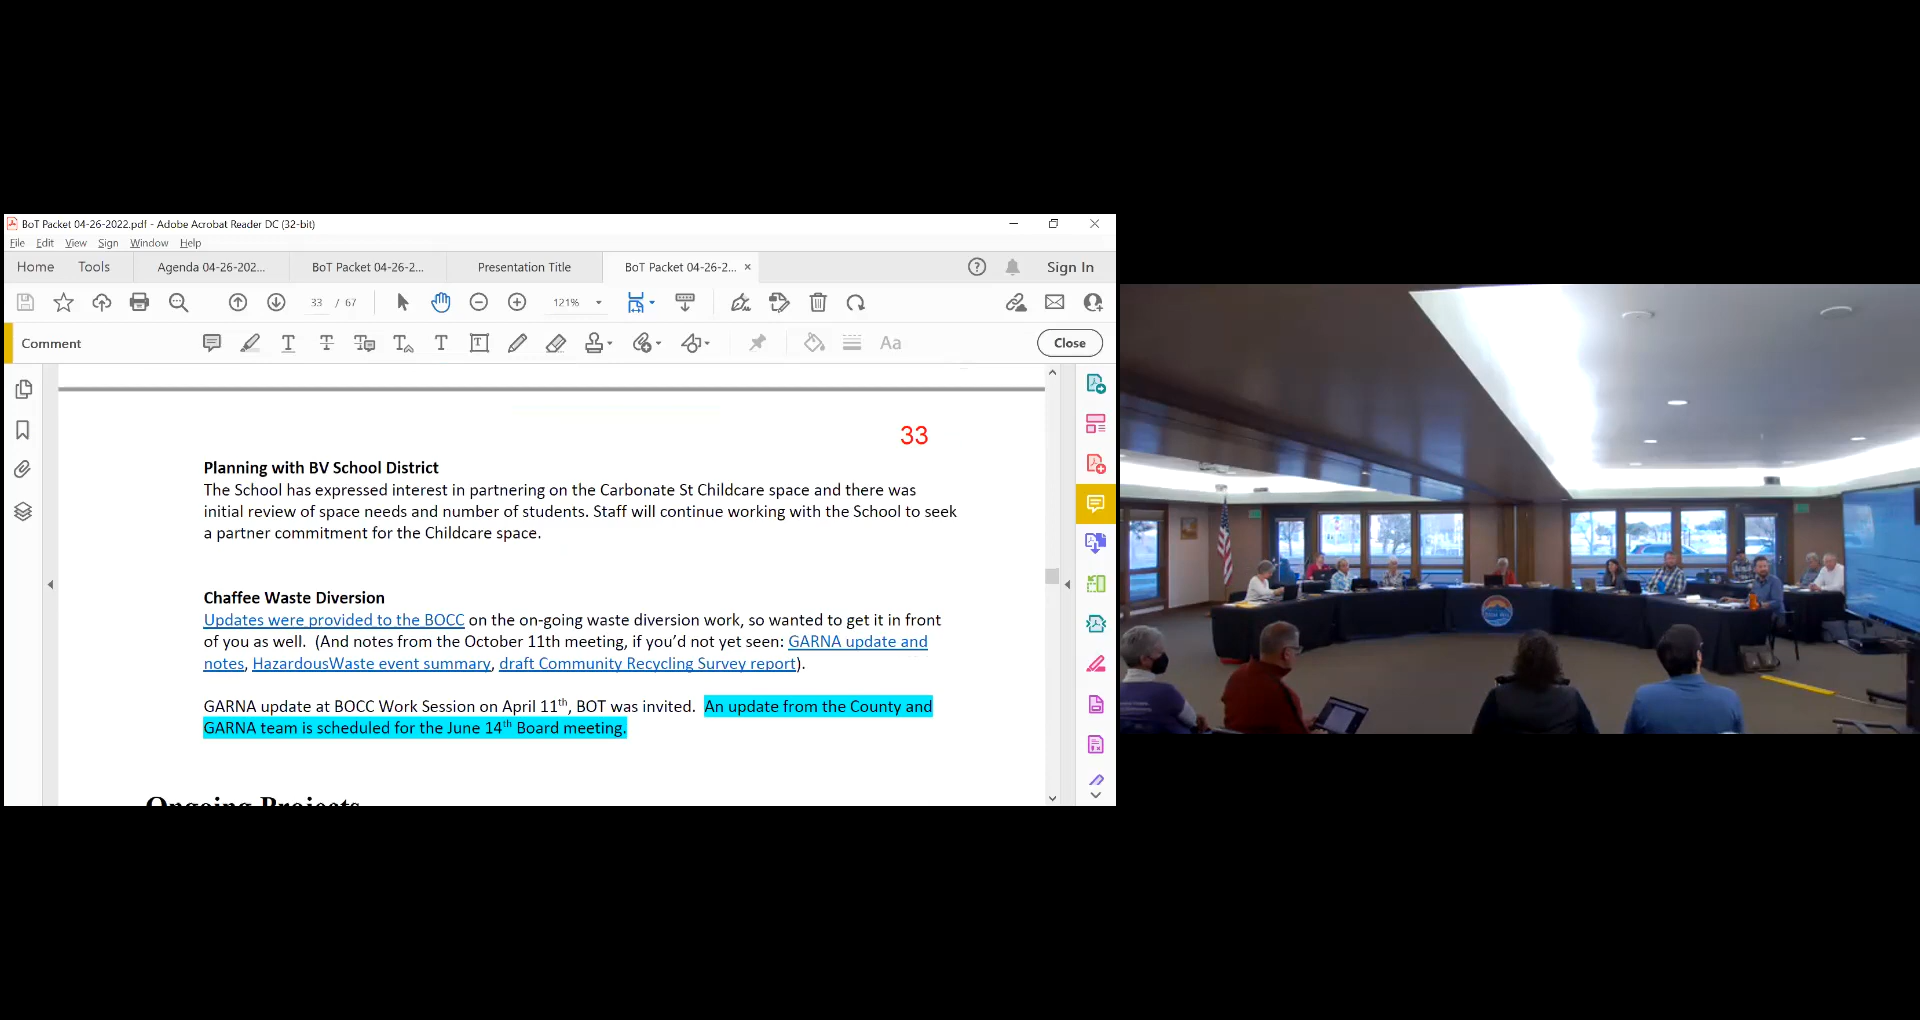 BoT Packet 04-26-2022.pdf - Adobe Acrobat Reader DC (32-bit)
File Edit View Sign Window Help
Home Tools Agenda 04-26-202... BoT Packet 04-26-2... Presentation Title BoT Packet 04-26-2... × Sign In
33 / 67 121%
Comment Aa Close
33
Planning with BV School District
The School has expressed interest in partnering on the Carbonate St Childcare space and there was
initial review of space needs and number of students. Staff will continue working with the School to seek
a partner commitment for the Childcare space.
Chaffee Waste Diversion
Updates were provided to the BOCC on the on-going waste diversion work, so wanted to get it in front
of you as well. (And notes from the October 11th meeting, if you’d not yet seen: GARNA update and
notes, HazardousWaste event summary, draft Community Recycling Survey report).
GARNA update at BOCC Work Session on April 11th, BOT was invited. An update from the County and
GARNA team is scheduled for the June 14th Board meeting.
Ongoing Projects